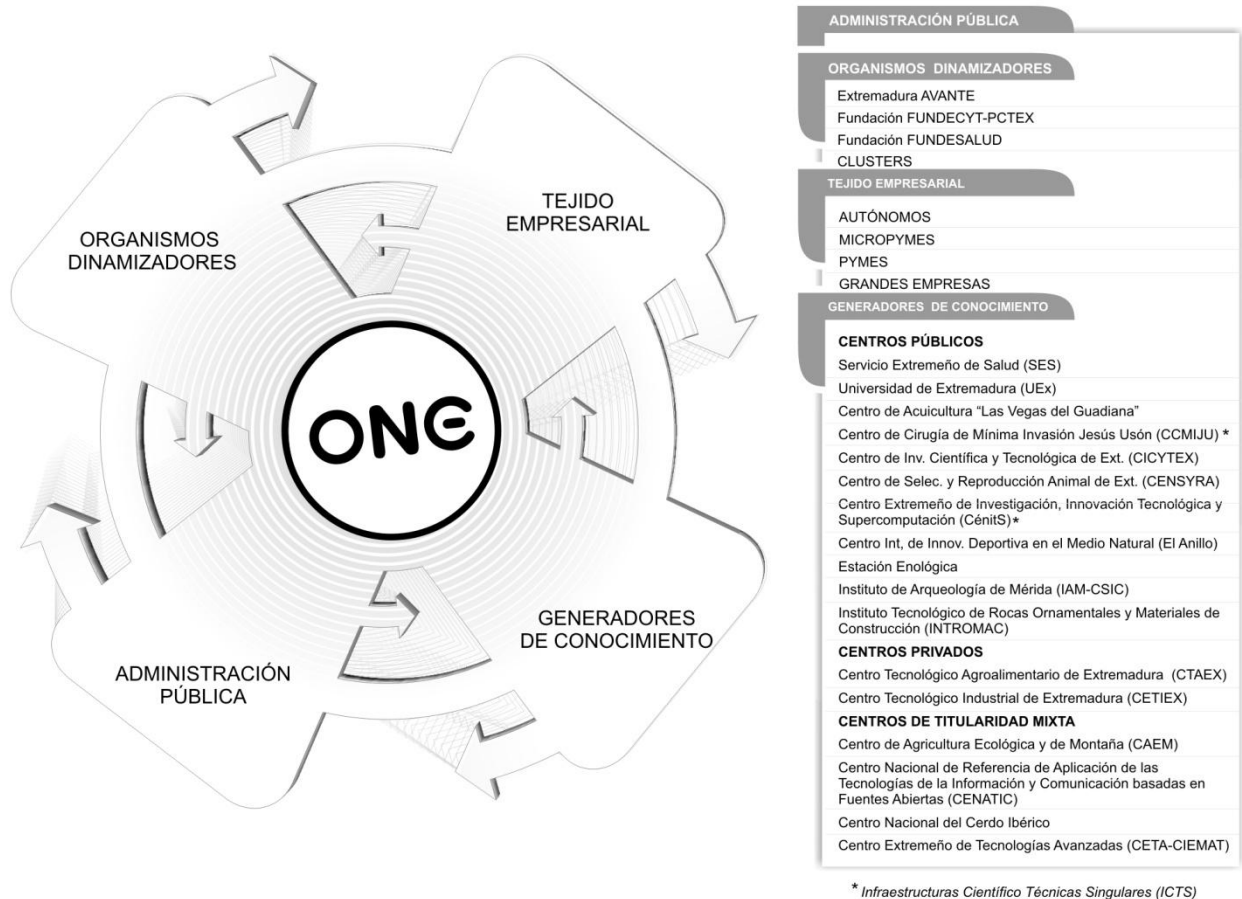 ORGANISMOS
DINAMIZADORES
TEJIDO
EMPRESARIAL
ONE
GENERADORES
DE CONOCIMIENTO
ADMINISTRACIÓN
PÚBLICA
ADMINISTRACIÓN PÚBLICA
ORGANISMOS DINAMIZADORES
Extremadura AVANTE
Fundación FUNDECYT-PCTEX
Fundación FUNDESALUD
CLUSTERS
TEJIDO EMPRESARIAL
AUTÓNOMOS
MICROPYMES
PYMES
GRANDES EMPRESAS
GENERADORES DE CONOCIMIENTO
CENTROS PÚBLICOS
Servicio Extremeño de Salud (SES)
Universidad de Extremadura (UEx)
Centro de Acuicultura “Las Vegas del Guadiana”
Centro de Cirugía de Mínima Invasión Jesús Usón (CCMIJU) *
Centro de Inv. Científica y Tecnológica de Ext. (CICYTEX)
Centro de Selec. y Reproducción Animal de Ext. (CENSYRA)
Centro Extremeño de Investigación, Innovación Tecnológica y
Supercomputación (CénitS)*
Centro Int, de Innov. Deportiva en el Medio Natural (El Anillo)
Estación Enológica
Instituto de Arqueología de Mérida (IAM-CSIC)
Instituto Tecnológico de Rocas Ornamentales y Materiales de
Construcción (INTROMAC)
CENTROS PRIVADOS
Centro Tecnológico Agroalimentario de Extremadura (CTAEX)
Centro Tecnológico Industrial de Extremadura (CETIEX)
CENTROS DE TITULARIDAD MIXTA
Centro de Agricultura Ecológica y de Montaña (CAEM)
Centro Nacional de Referencia de Aplicación de las
Tecnologías de la Información y Comunicación basadas en
Fuentes Abiertas (CENATIC)
Centro Nacional del Cerdo Ibérico
Centro Extremeño de Tecnologías Avanzadas (CETA-CIEMAT)
* Infraestructuras Científico Técnicas Singulares (ICTS)